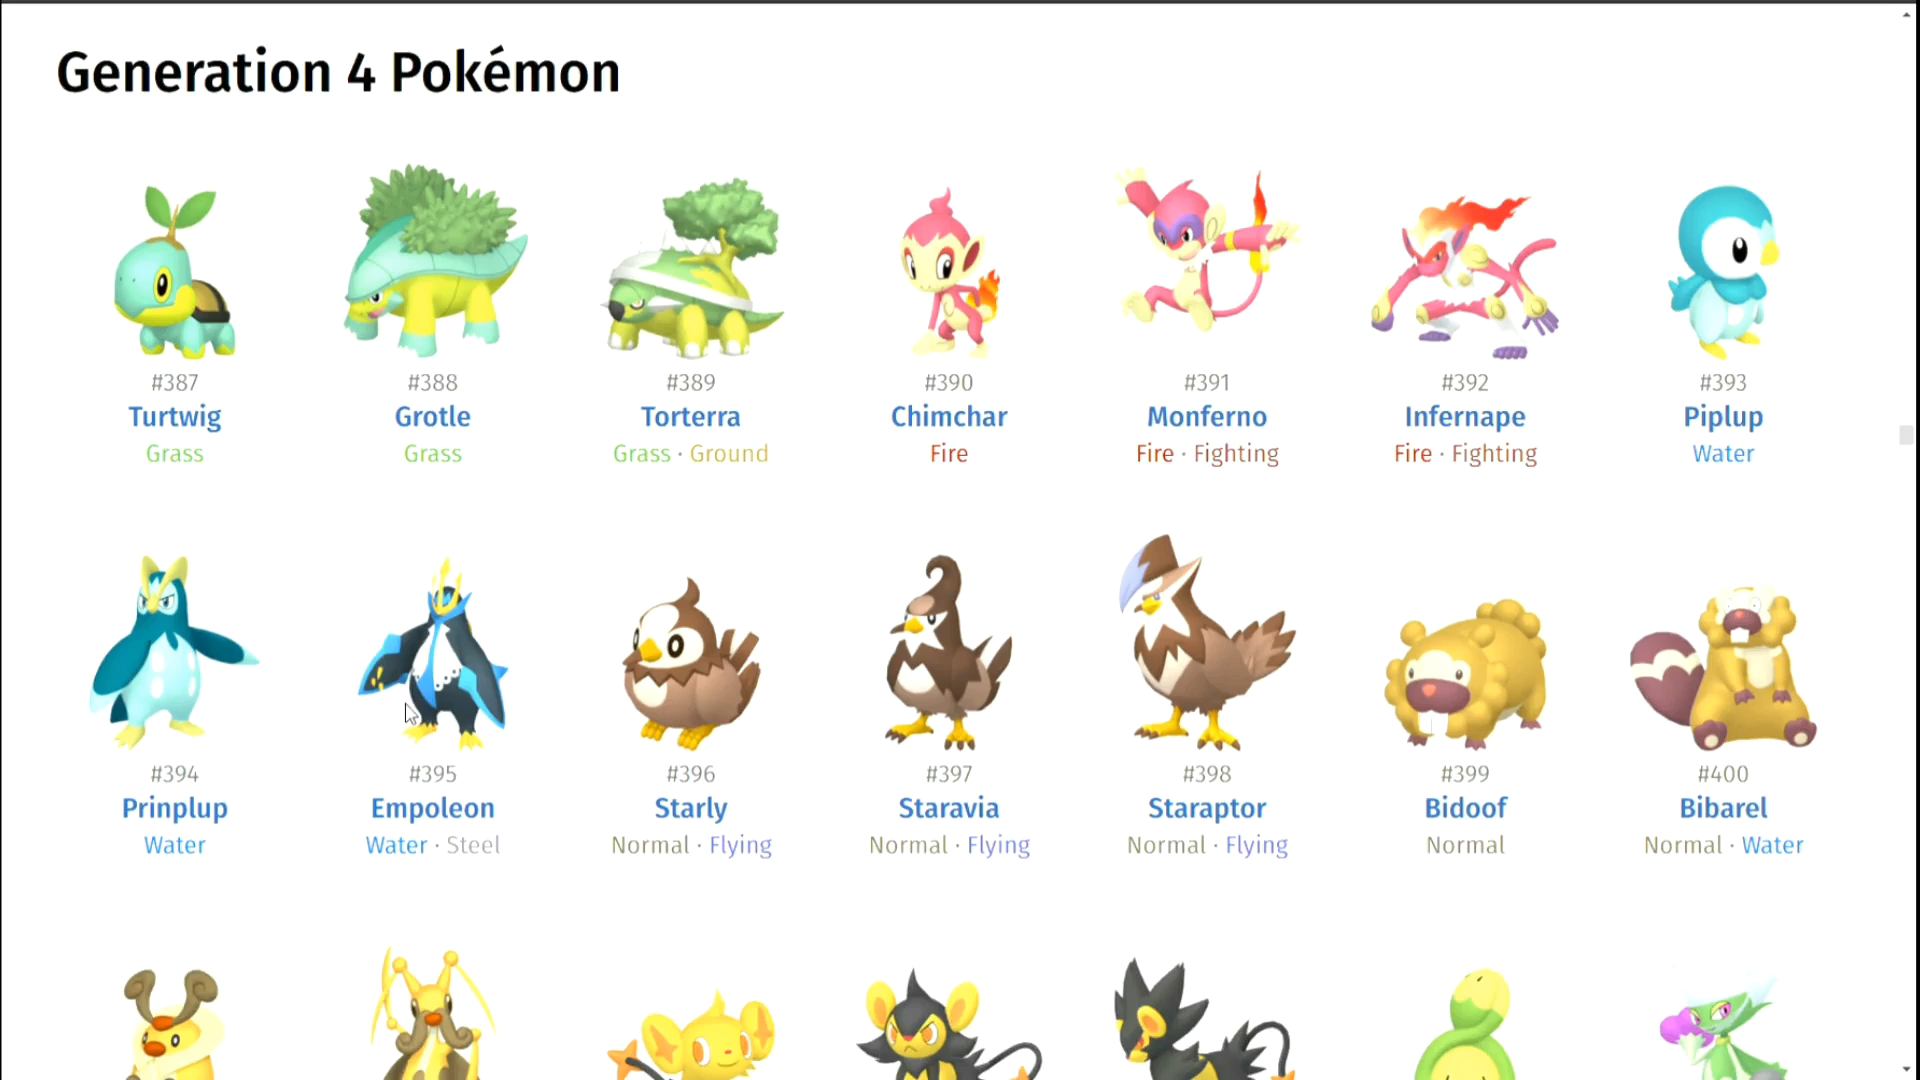 Generation 4 Pokémon
#387 #388 #389 #390 #391 #392 #393
Turtwig Grotle Torterra Chimchar Monferno Infernape Piplup
Grass Grass Grass · Ground Fire Fire · Fighting Fire · Fighting Water
#394 #395 #396 #397 #398 #399 #400
Prinplup Empoleon Starly Staravia Staraptor Bidoof Bibarel
Water Water · Steel Normal · Flying Normal · Flying Normal · Flying Normal Normal · Water